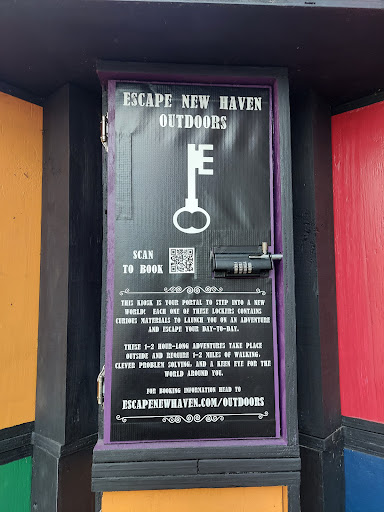 ESCAPE NEW HAVEN
OUTDOORS
SCAN
TO BOOK
THIS KIOSK IS YOUR PORTAL TO STEP INTO A NEW
WORLD! EACH ONE OF THESE LOCKERS CONTAINS
CURIOUS MATERIALS TO LAUNCH YOU ON AN ADVENTURE
AND ESCAPE YOUR DAY-TO-DAY.
THESE 1-2 HOUR-LONG ADVENTURES TAKE PLACE
OUTSIDE AND REQUIRE 1-2 MILES OF WALKING,
CLEVER PROBLEM SOLVING, AND A KEEN EYE FOR THE
WORLD AROUND YOU.
FOR BOOKING INFORMATION HEAD TO
ESCAPENEWHAVEN.COM/OUTDOORS